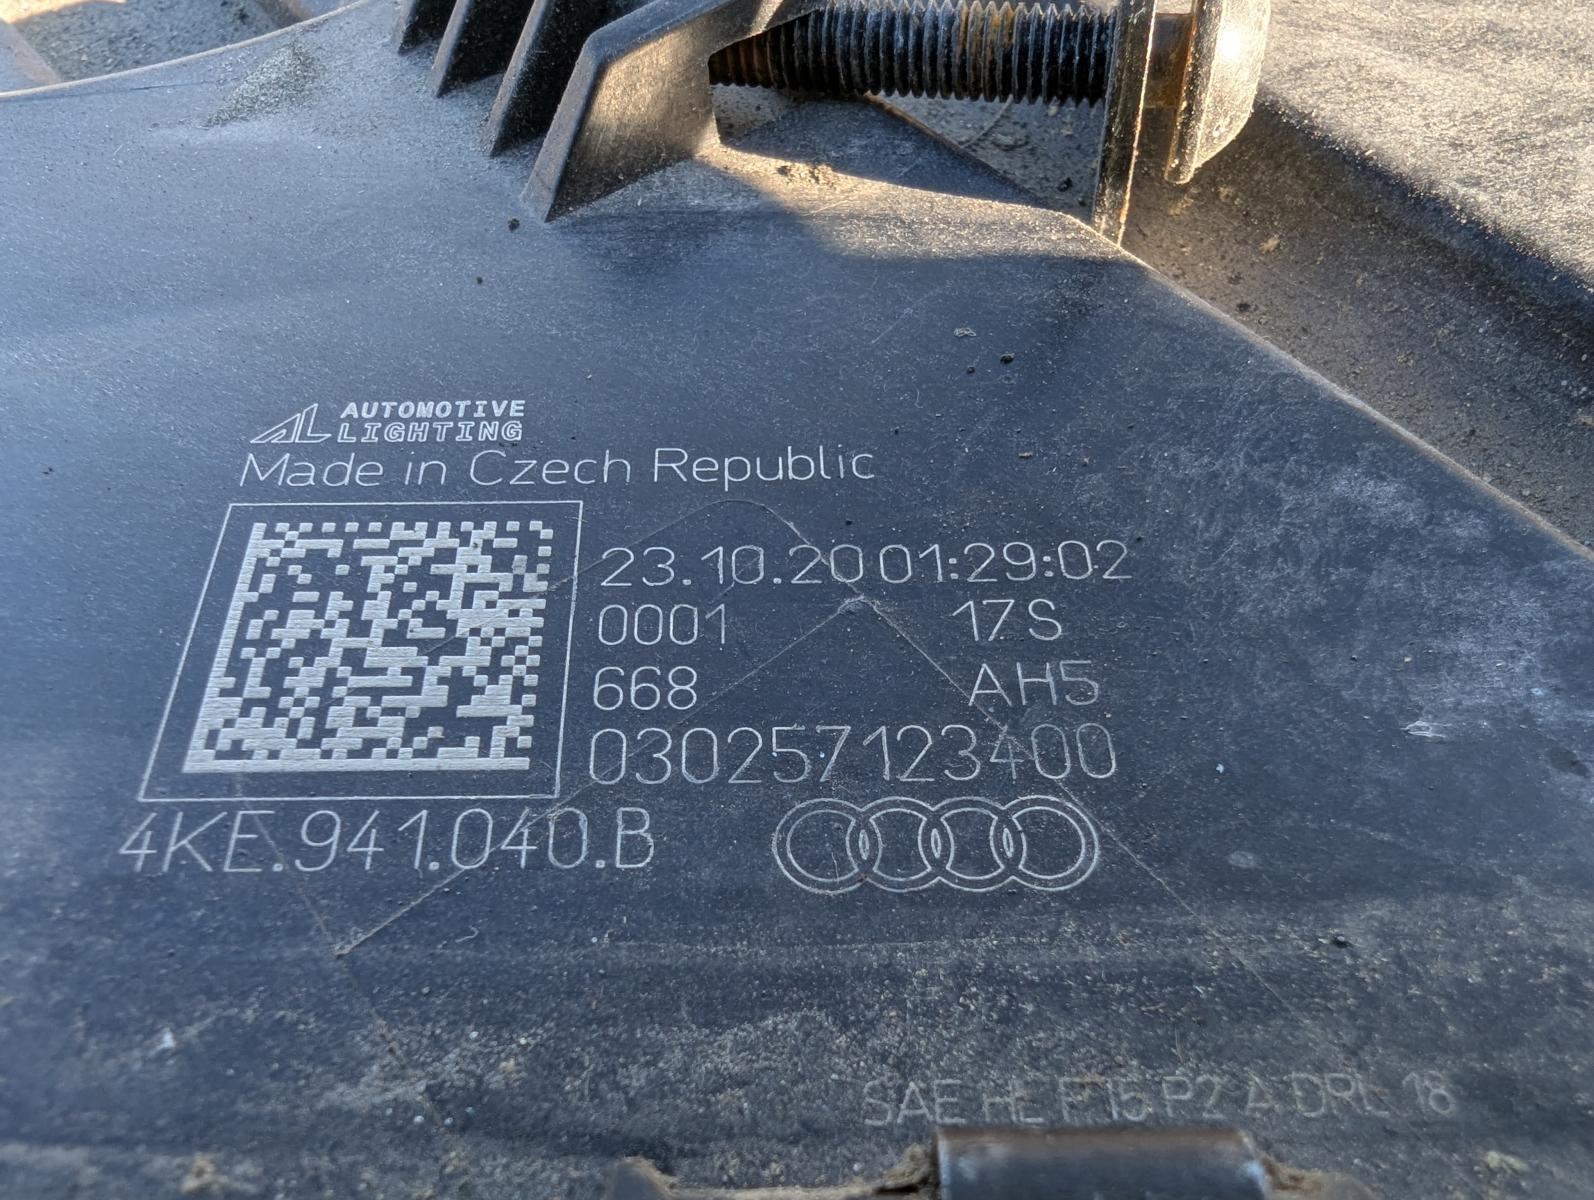 AL AUTOMOTIVE
LIGHTING
Made in Czech Republic
23.10.20 01:29:02
0001 17S
668 AH5
030257123400
4KE.941.040.B
SAE HL F15 P2 A DRL 18